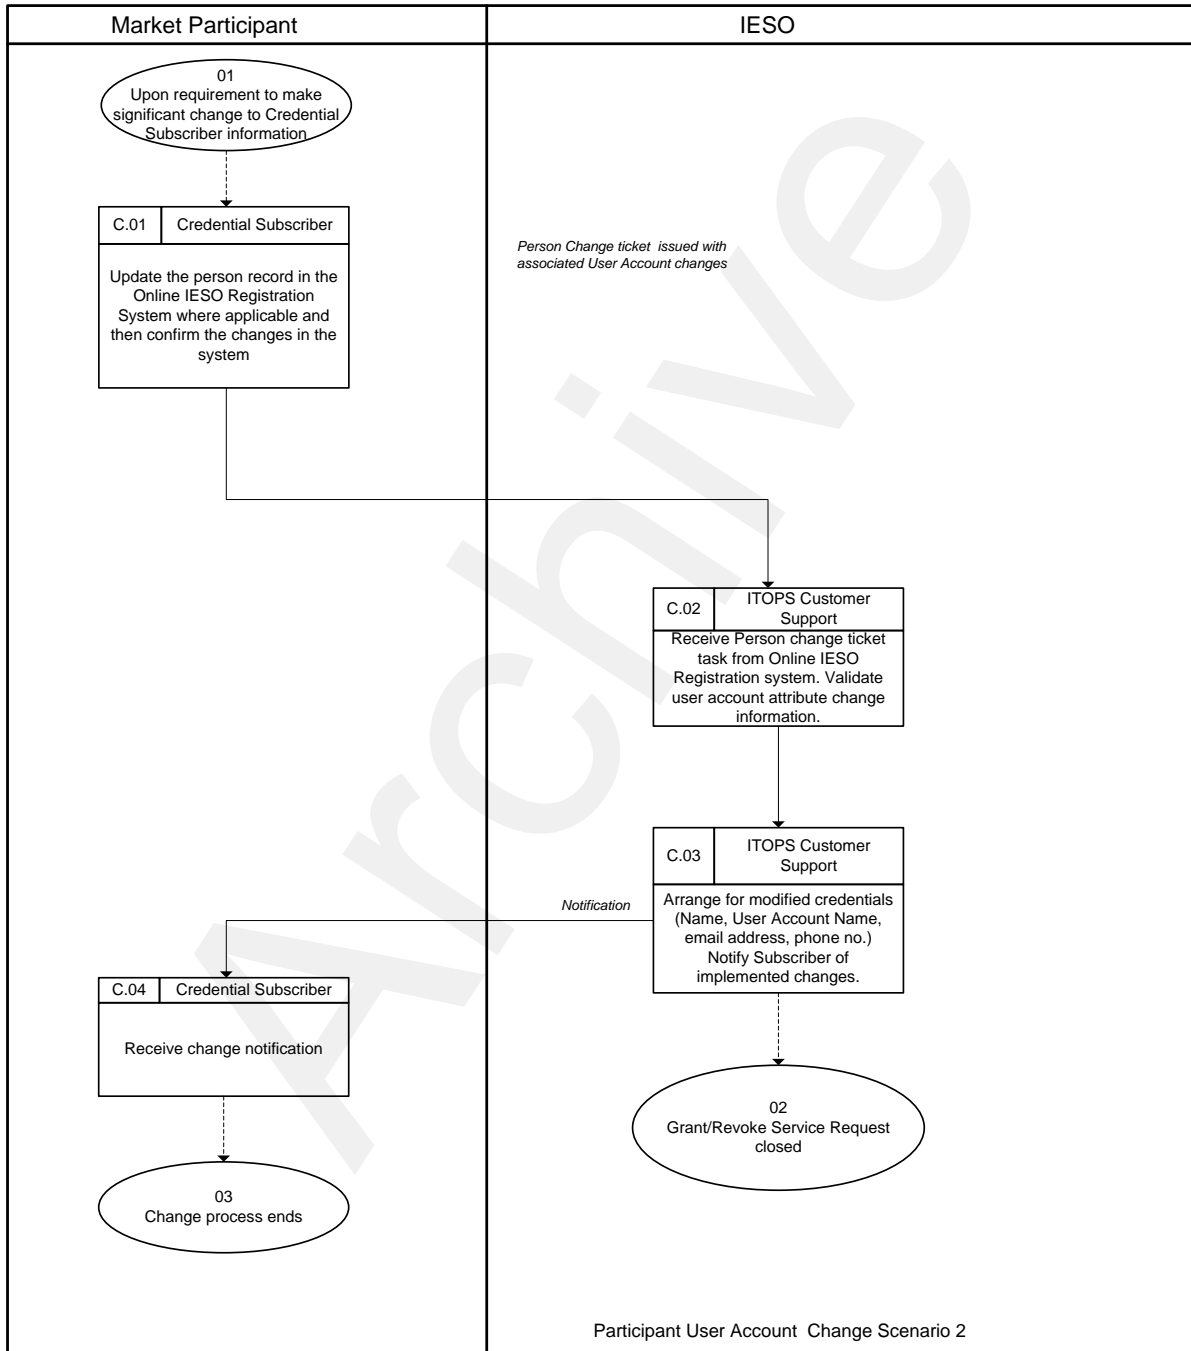 Market Participant
IESO
01
Upon requirement to make
significant change to Credential
Subscriber information
C.01
Credential Subscriber
Update the person record in the
Online IESO Registration
System where applicable and
then confirm the changes in the
system
Person Change ticket issued with
associated User Account changes
C.02
ITOPS Customer
Support
Receive Person change ticket
task from Online IESO
Registration system. Validate
user account attribute change
information.
C.03
ITOPS Customer
Support
Arrange for modified credentials
(Name, User Account Name,
email address, phone no.)
Notify Subscriber of
implemented changes.
Notification
C.04
Credential Subscriber
Receive change notification
02
Grant/Revoke Service Request
closed
03
Change process ends
Participant User Account Change Scenario 2
Archive